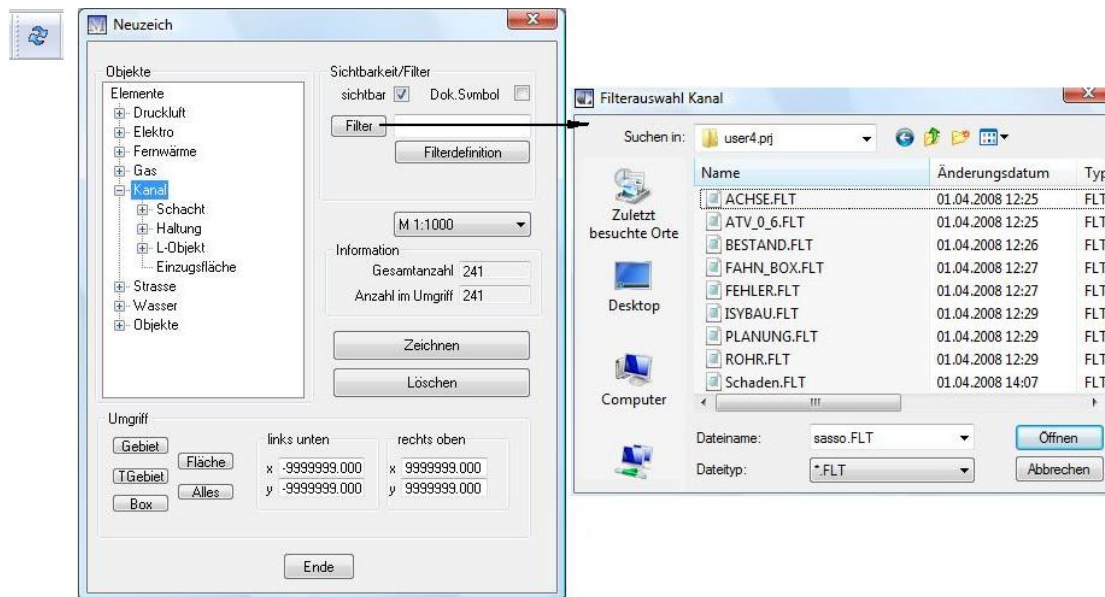 Neuzeich
Objekte
Elemente
Druckluft
Elektro
Fernwärme
Gas
Kanal
Schacht
Haltung
L-Objekt
Einzugsfläche
Strasse
Wasser
Objekte
Sichtbarkeit/Filter
sichtbar Dok.Symbol
Filter
Filterdefinition
M 1:1000
Information
Gesamtanzahl 241
Anzahl im Umgriff 241
Zeichnen
Löschen
Umgriff
Gebiet
TGebiet
Box
Fläche
Alles
links unten
x -9999999.000
y -9999999.000
rechts oben
x 9999999.000
y 9999999.000
Ende
Filterauswahl Kanal
Suchen in: user4.prj
Zuletzt
besuchte Orte
Desktop
Computer
Name Änderungsdatum Typ
ACHSE.FLT 01.04.2008 12:25 FLT
ATV_0_6.FLT 01.04.2008 12:25 FLT
BESTAND.FLT 01.04.2008 12:26 FLT
FAHN_BOX.FLT 01.04.2008 12:27 FLT
FEHLER.FLT 01.04.2008 12:27 FLT
ISYBAU.FLT 01.04.2008 12:29 FLT
PLANUNG.FLT 01.04.2008 12:29 FLT
ROHR.FLT 01.04.2008 12:29 FLT
Schaden.FLT 01.04.2008 14:07 FLT
Dateiname: sasso.FLT Öffnen
Dateityp: *.FLT Abbrechen